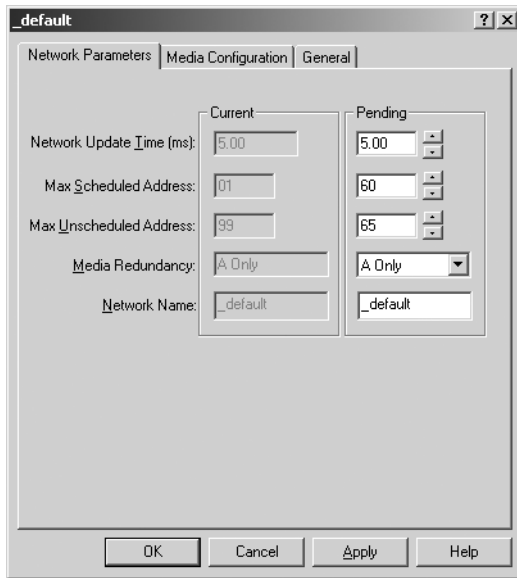 _default
? ×
Network Parameters Media Configuration General
Current Pending
Network Update Time (ms): 5.00 5.00
Max Scheduled Address: 01 60
Max Unscheduled Address: 99 65
Media Redundancy: A Only A Only
Network Name: _default _default
OK Cancel Apply Help